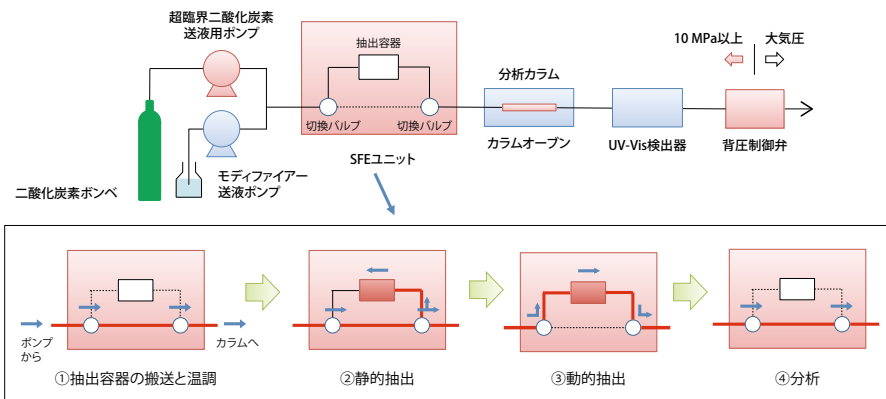 超臨界二酸化炭素
送液用ポンプ
抽出容器
10 MPa以上
大気圧
分析カラム
切換バルブ
切換バルブ
カラムオーブン
UV-Vis検出器
背圧制御弁
SFEユニット
モディファイアー
送液ポンプ
二酸化炭素ボンベ
ポンプ
から
カラムへ
①抽出容器の搬送と温調
②静的抽出
③動的抽出
④分析